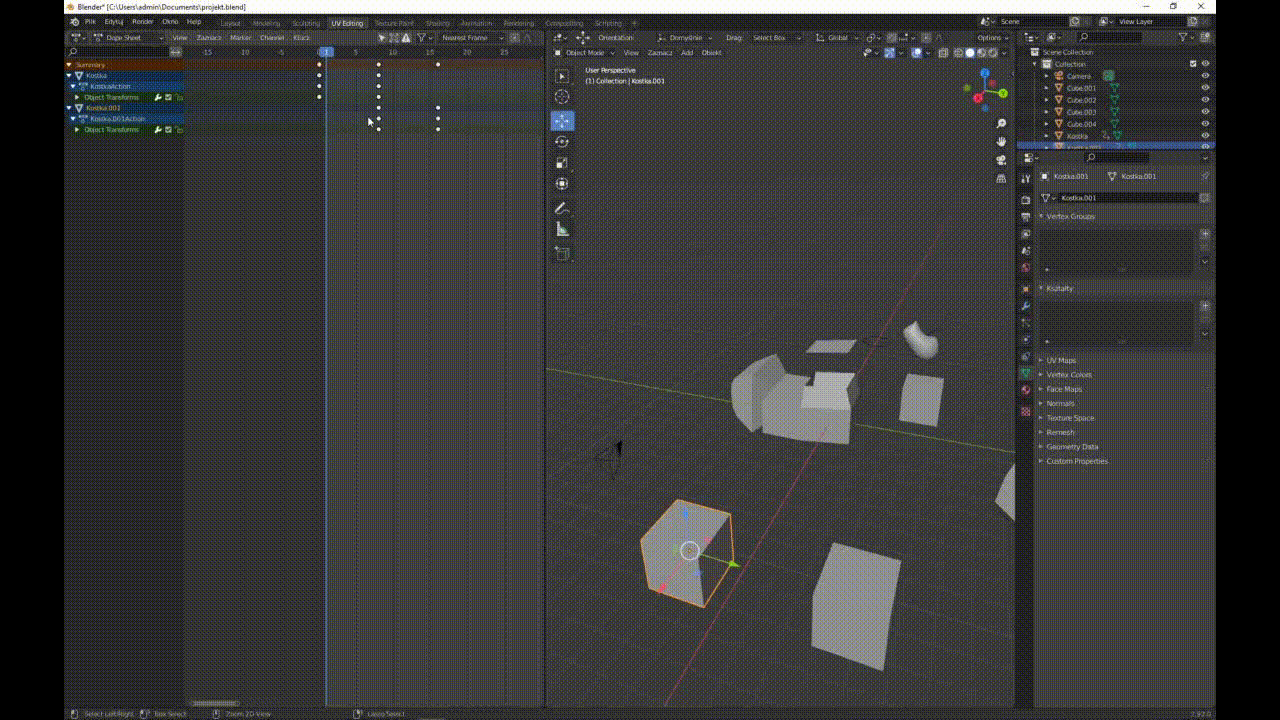 Blender* [C:\Users\admin\Documents\projekt.blend]
Plik Edytuj Render Okno Help Layout Modeling Sculpting UV Editing Texture Paint Shading Animation Rendering Compositing Scripting Scene View Layer
Dope Sheet View Zaznacz Marker Channel Klucz Nearest Frame Orientation Domyślnie Drag: Select Box Global Options
-15 -10 -5 1 5 10 15 20 25
Object Mode View Zaznacz Add Obiekt
Scene Collection
Summary
Collection
Kostka
Camera
KostkaAction
Cube.001
Object Transforms
Cube.002
Kostka.001
Cube.003
Kostka.001Action
Cube.004
Object Transforms
Kostka
User Perspective
(1) Collection | Kostka.001
X Y Z
Kostka.001 Kostka.001
Kostka.001
Vertex Groups
Kształty
UV Maps
Vertex Colors
Face Maps
Normals
Texture Space
Remesh
Geometry Data
Custom Properties
Select Left/Right Box Select Zoom 2D View Lasso Select 2.92.0